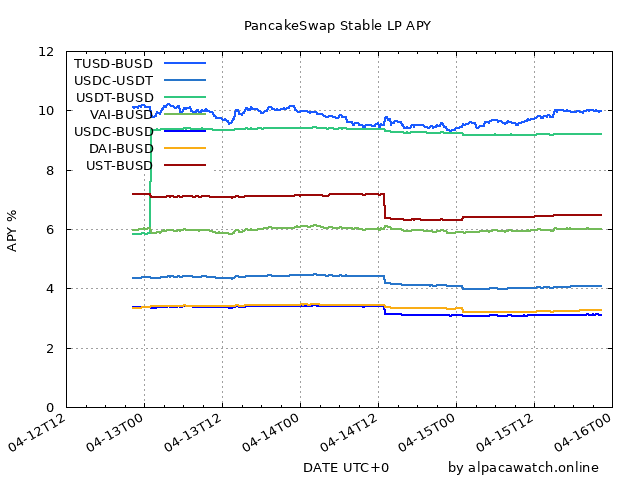 PancakeSwap Stable LP APY
12
10
8
6
4
2
0
APY %
TUSD-BUSD
USDC-USDT
USDT-BUSD
VAI-BUSD
USDC-BUSD
DAI-BUSD
UST-BUSD
04-12T12
04-13T00
04-13T12
04-14T00
04-14T12
04-15T00
04-15T12
04-16T00
DATE UTC+0
by alpacawatch.online